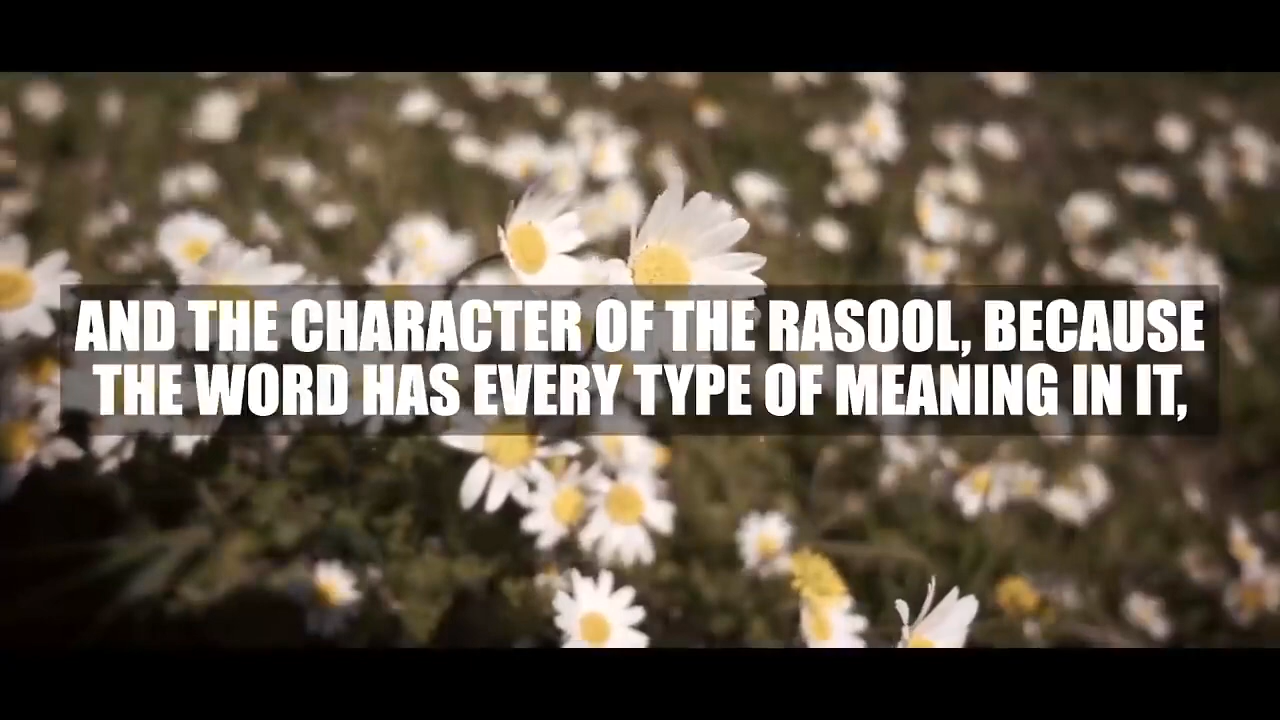 AND THE CHARACTER OF THE RASOOL, BECAUSE
THE WORD HAS EVERY TYPE OF MEANING IN IT,